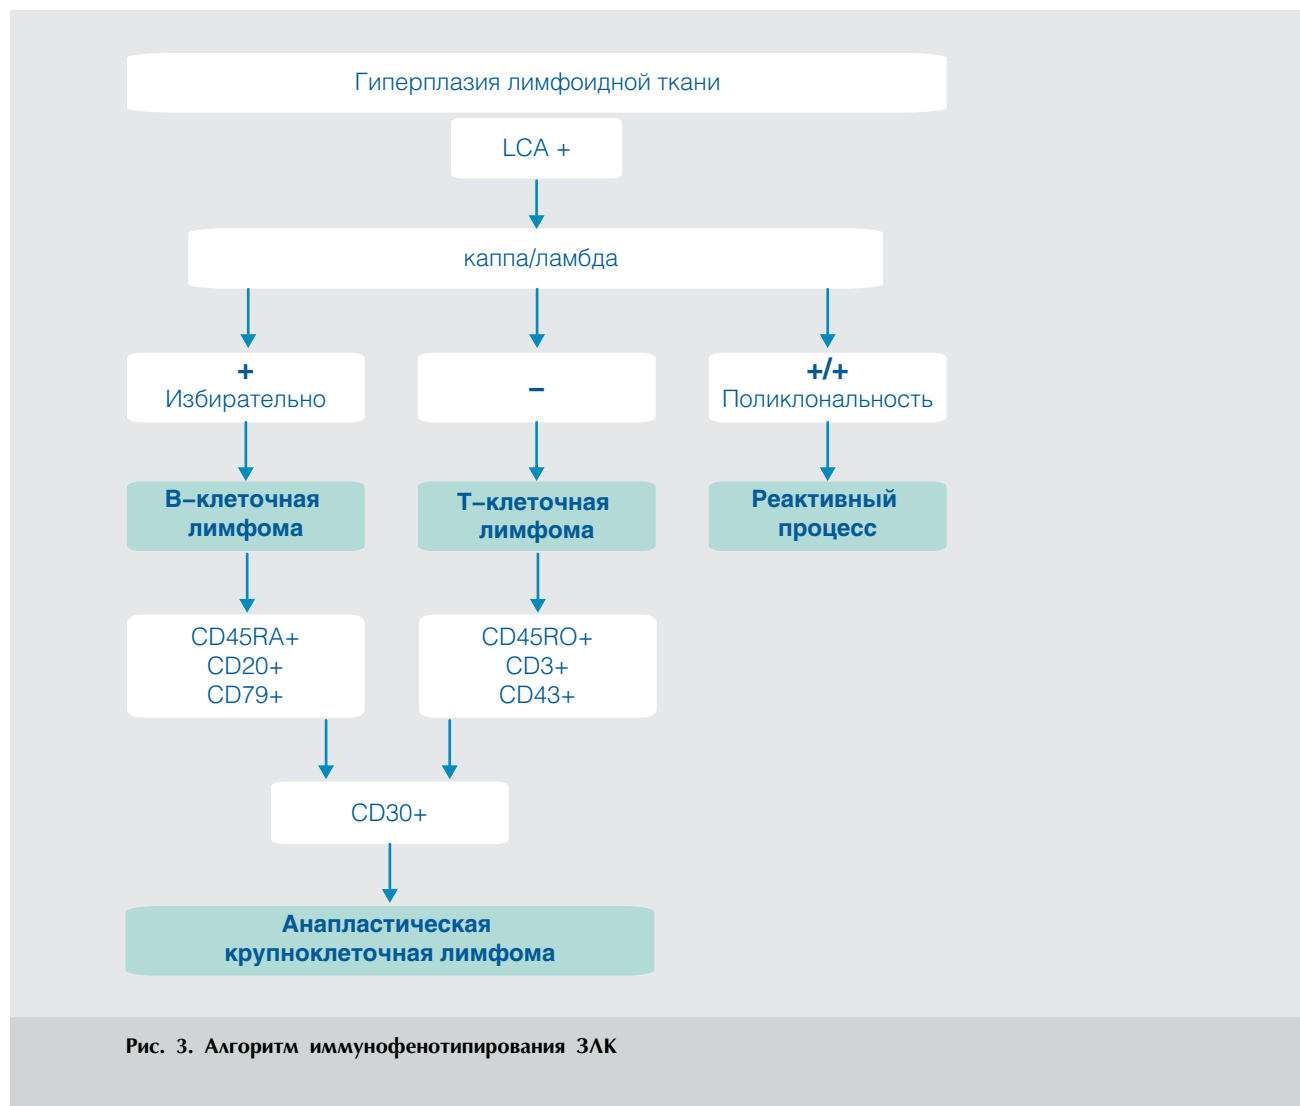 Гиперплазия лимфоидной ткани
LCA +
каппа/ламбда
+
Избирательно
–
+/+
Поликлональность
В–клеточная
лимфома
Т–клеточная
лимфома
Реактивный
процесс
CD45RA+
CD20+
CD79+
CD45RO+
CD3+
CD43+
CD30+
Анапластическая
крупноклеточная лимфома
Рис. 3. Алгоритм иммунофенотипирования ЗЛК